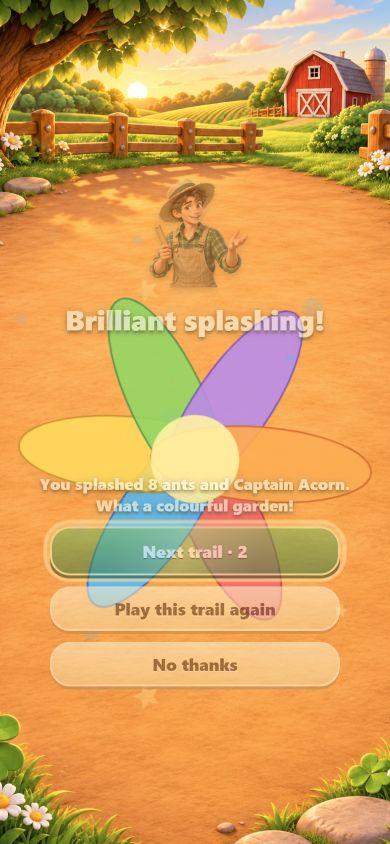 Brilliant splashing!
You splashed 8 ants and Captain Acorn.
What a colourful garden!
Next trail · 2
Play this trail again
No thanks